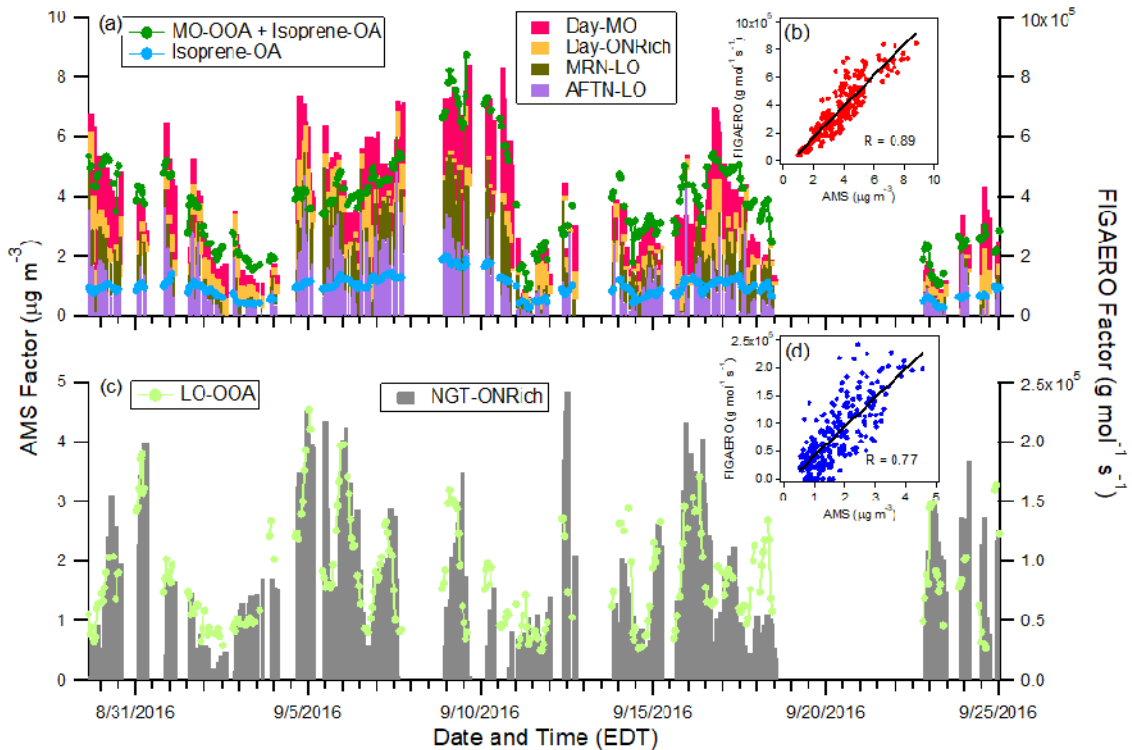 (a)
MO-OOA + Isoprene-OA
Isoprene-OA
Day-MO
Day-ONRich
MRN-LO
AFTN-LO
10
8
6
4
2
0
AMS Factor (µg m⁻³)
10x10⁵
8
6
4
2
0
FIGAERO Factor (g mol⁻¹ s⁻¹)
(b)
10x10⁵
8
6
4
2
0
FIGAERO (g mol⁻¹ s⁻¹)
R = 0.89
0 2 4 6 8 10
AMS (µg m⁻³)
(c)
LO-OOA
NGT-ONRich
5
4
3
2
1
0
2.5x10⁵
2.0
1.5
1.0
0.5
0.0
(d)
2.5x10⁵
2.0
1.5
1.0
0.5
0.0
FIGAERO (g mol⁻¹ s⁻¹)
R = 0.77
0 1 2 3 4 5
AMS (µg m⁻³)
8/31/2016 9/5/2016 9/10/2016 9/15/2016 9/20/2016 9/25/2016
Date and Time (EDT)